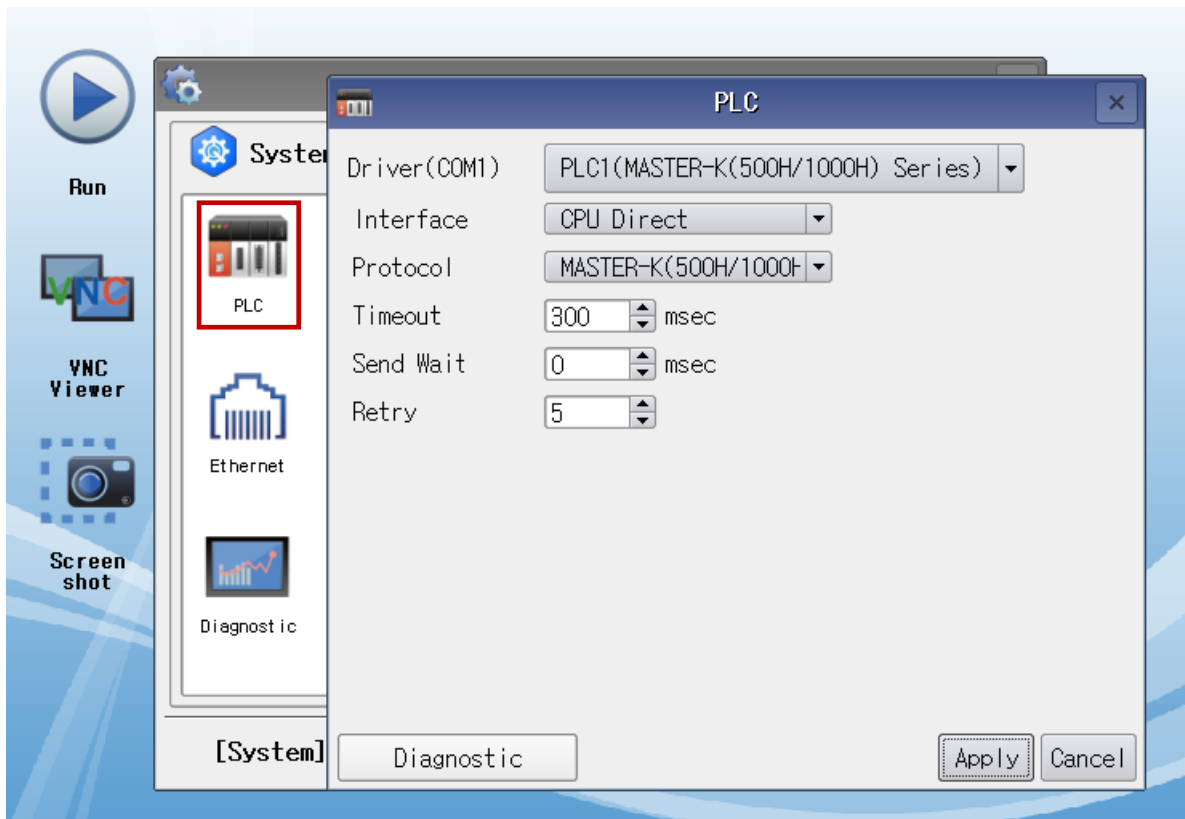 Run
VNC
VNC
Viewer
Screen
shot
System
PLC
Ethernet
Diagnostic
[System]
PLC
Driver(COM1) PLC1(MASTER-K(500H/1000H) Series)
Interface CPU Direct
Protocol MASTER-K(500H/1000H
Timeout 300 msec
Send Wait 0 msec
Retry 5
Diagnostic Apply Cancel